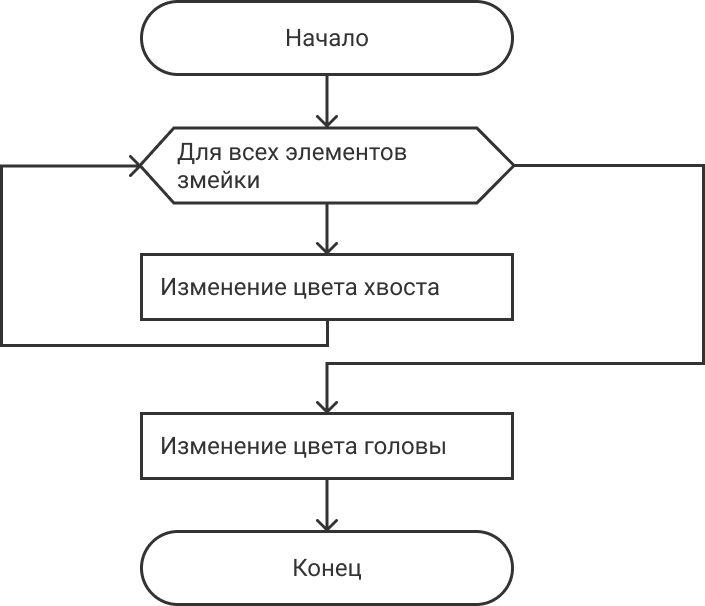 Начало
Для всех элементов
змейки
Изменение цвета хвоста
Изменение цвета головы
Конец